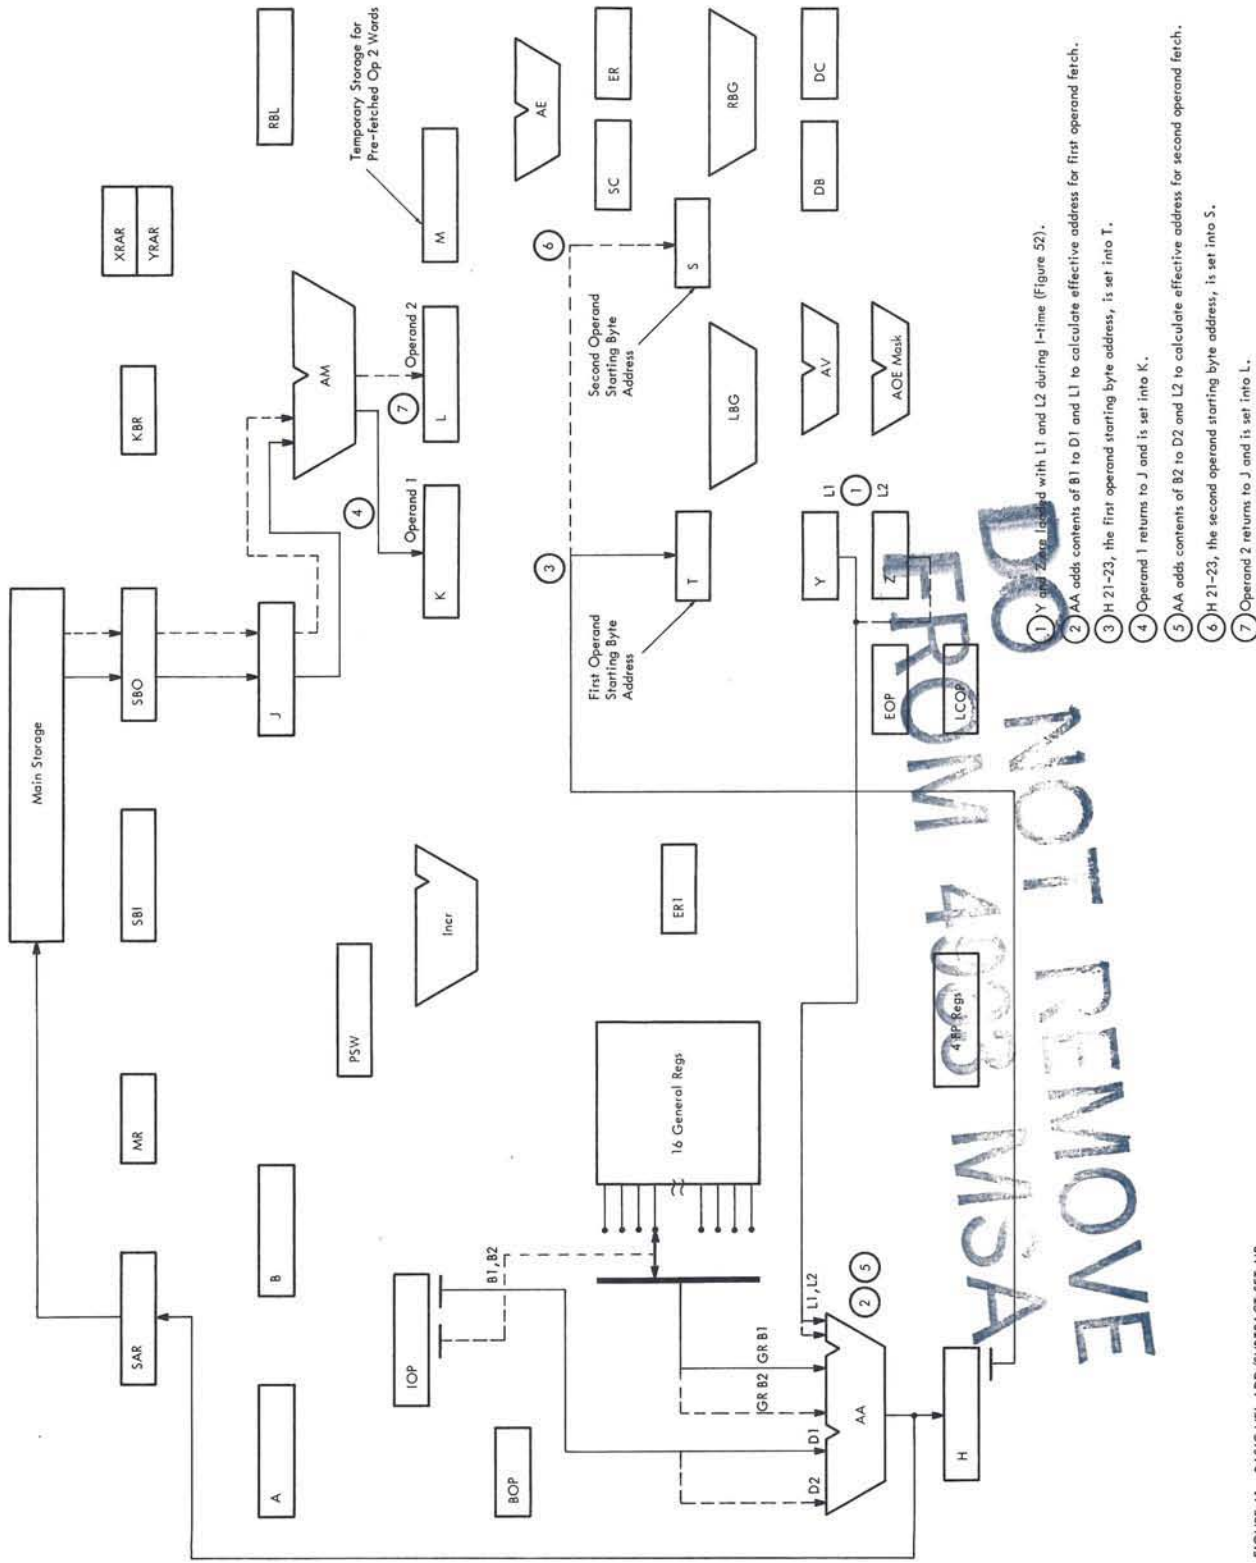 Main Storage
SAR
MR
SBI
SBO
KBR
XRAR
YRAR
A
B
J
RBL
PSW
AM
Temporary Storage for
Pre-fetched Op 2 Words
IOP
B1,B2
Incr
4
Operand 1
7
Operand 2
K
L
M
BOP
AE
3
6
16 General Regs
ER1
First Operand
Starting Byte
Address
Second Operand
Starting Byte
Address
SC
ER
T
S
LBG
RBG
D2
D1
GR B2
GR B1
L1,L2
2
5
AA
Y
L1
1
Z
L2
AV
DB
DC
EOP
AOE Mask
H
4 FP Regs
LCOP
1 Y and Z are loaded with L1 and L2 during I-time (Figure 52).
2 AA adds contents of B1 to D1 and L1 to calculate effective address for first operand fetch.
3 H 21-23, the first operand starting byte address, is set into T.
4 Operand 1 returns to J and is set into K.
5 AA adds contents of B2 to D2 and L2 to calculate effective address for second operand fetch.
6 H 21-23, the second operand starting byte address, is set into S.
7 Operand 2 returns to J and is set into L.
DO NOT REMOVE
FROM MSA